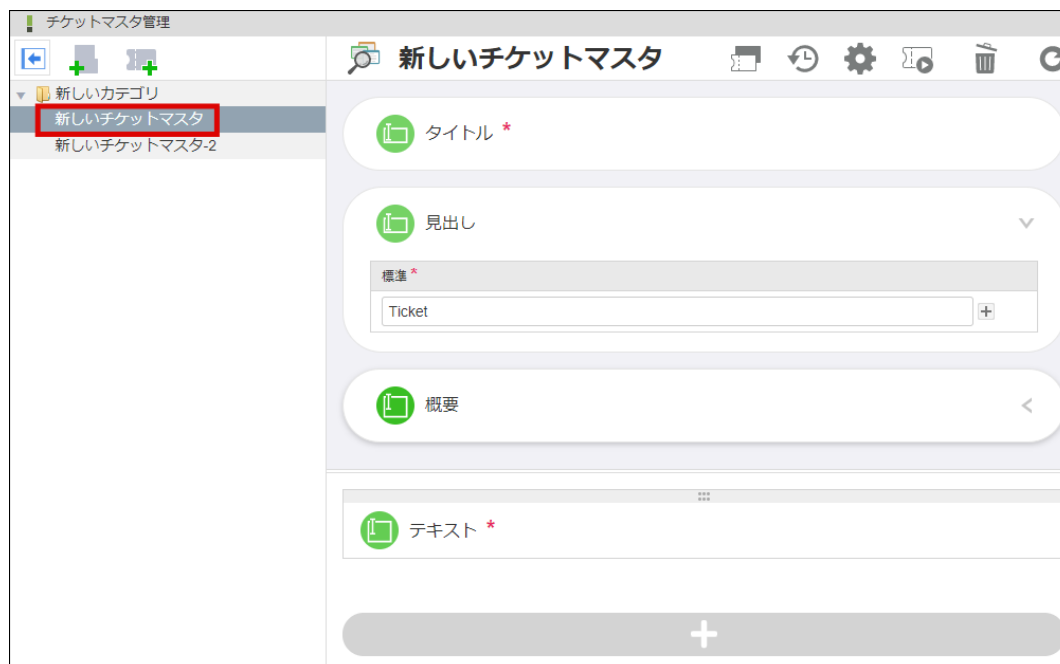 チケットマスタ管理
新しいチケットマスタ
新しいカテゴリ
新しいチケットマスタ
新しいチケットマスタ-2
タイトル *
見出し
標準 *
Ticket
概要
テキスト *